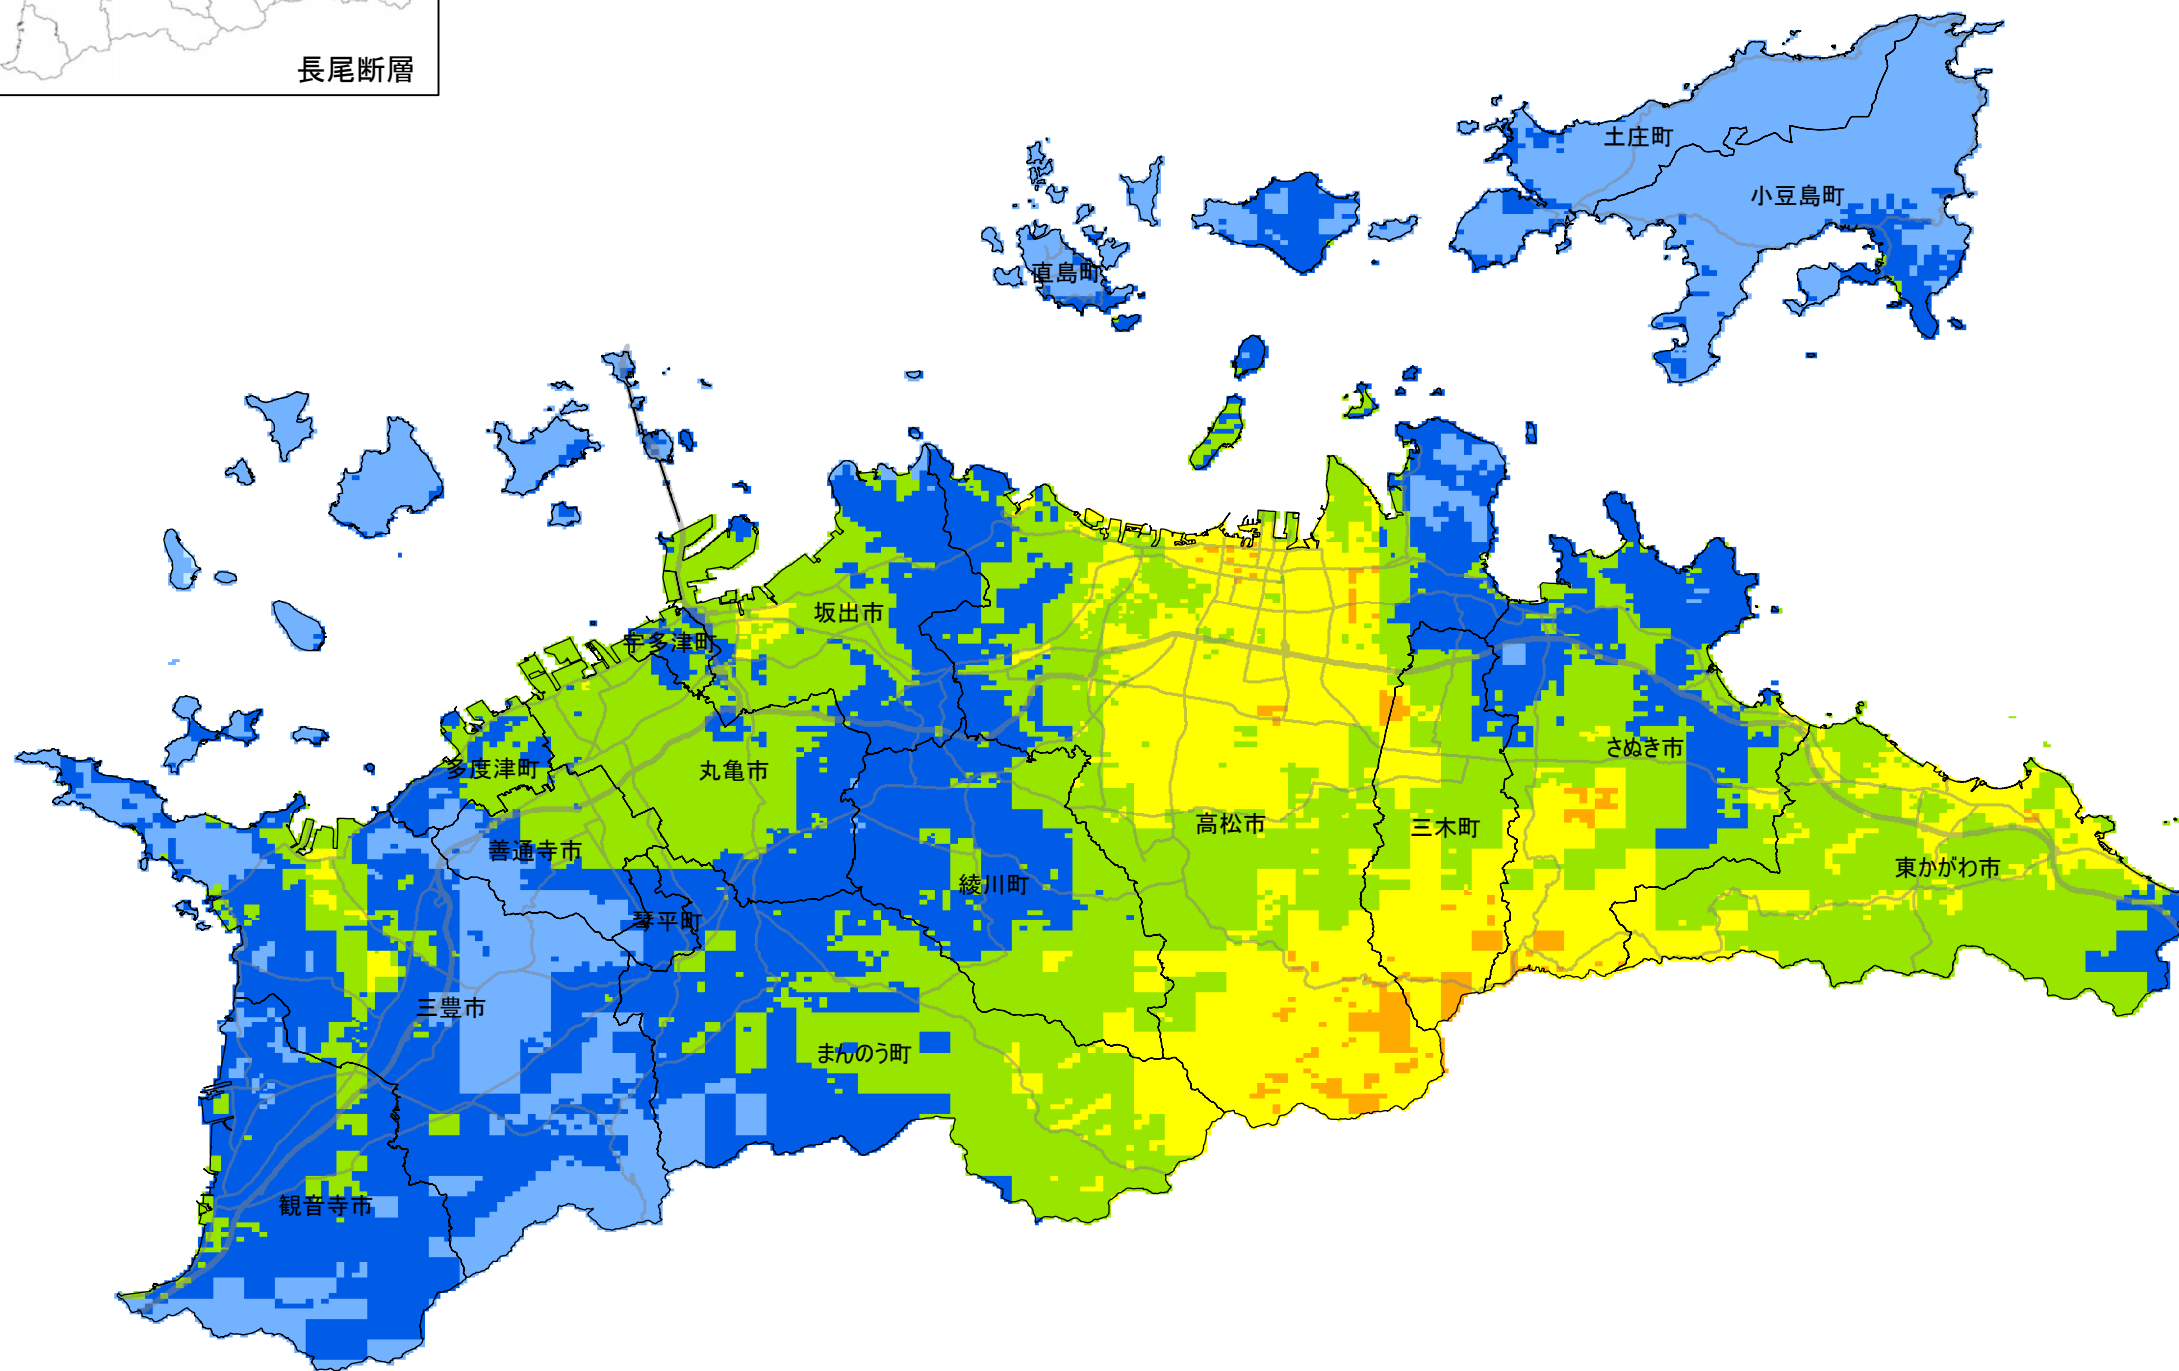 長尾断層
土庄町
小豆島町
直島町
坂出市
宇多津町
さぬき市
多度津町
丸亀市
高松市
三木町
善通寺市
東かがわ市
綾川町
琴平町
三豊市
まんのう町
観音寺市